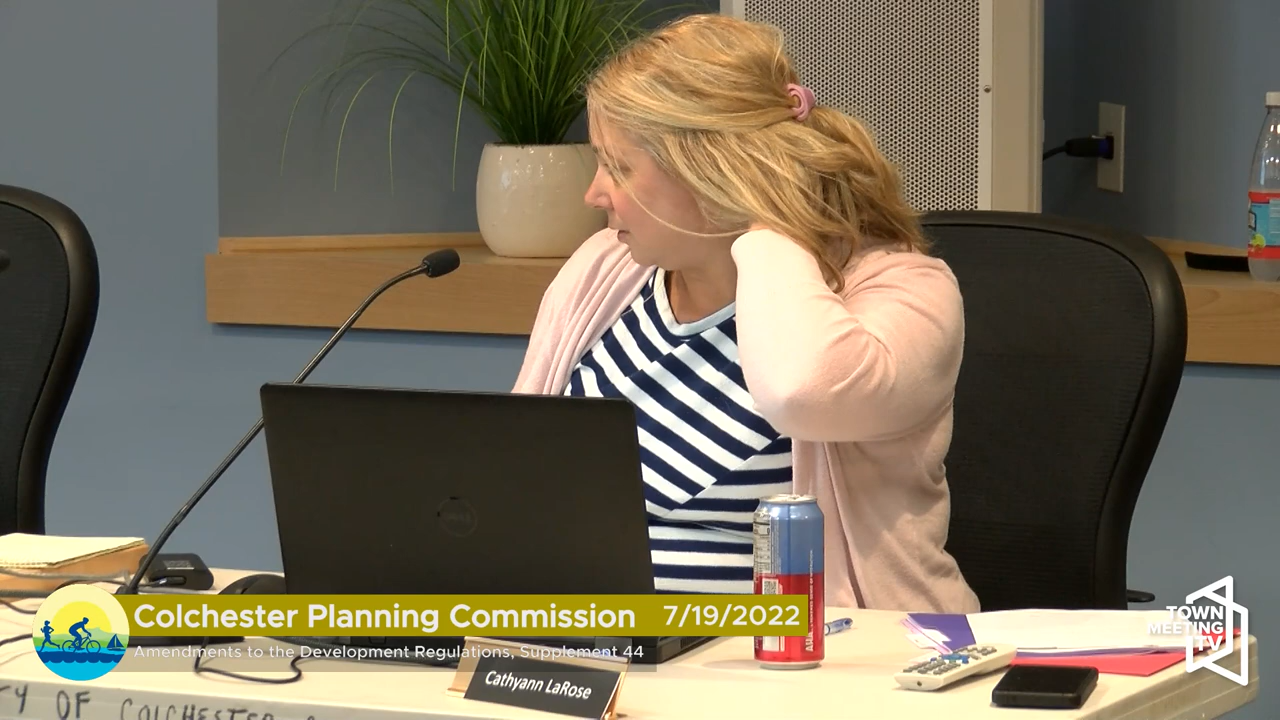 Colchester Planning Commission 7/19/2022
Amendments to the Development Regulations, Supplement 44
TOWN
MEETING
TV
Cathyann LaRose
Y OF COLCHESTER